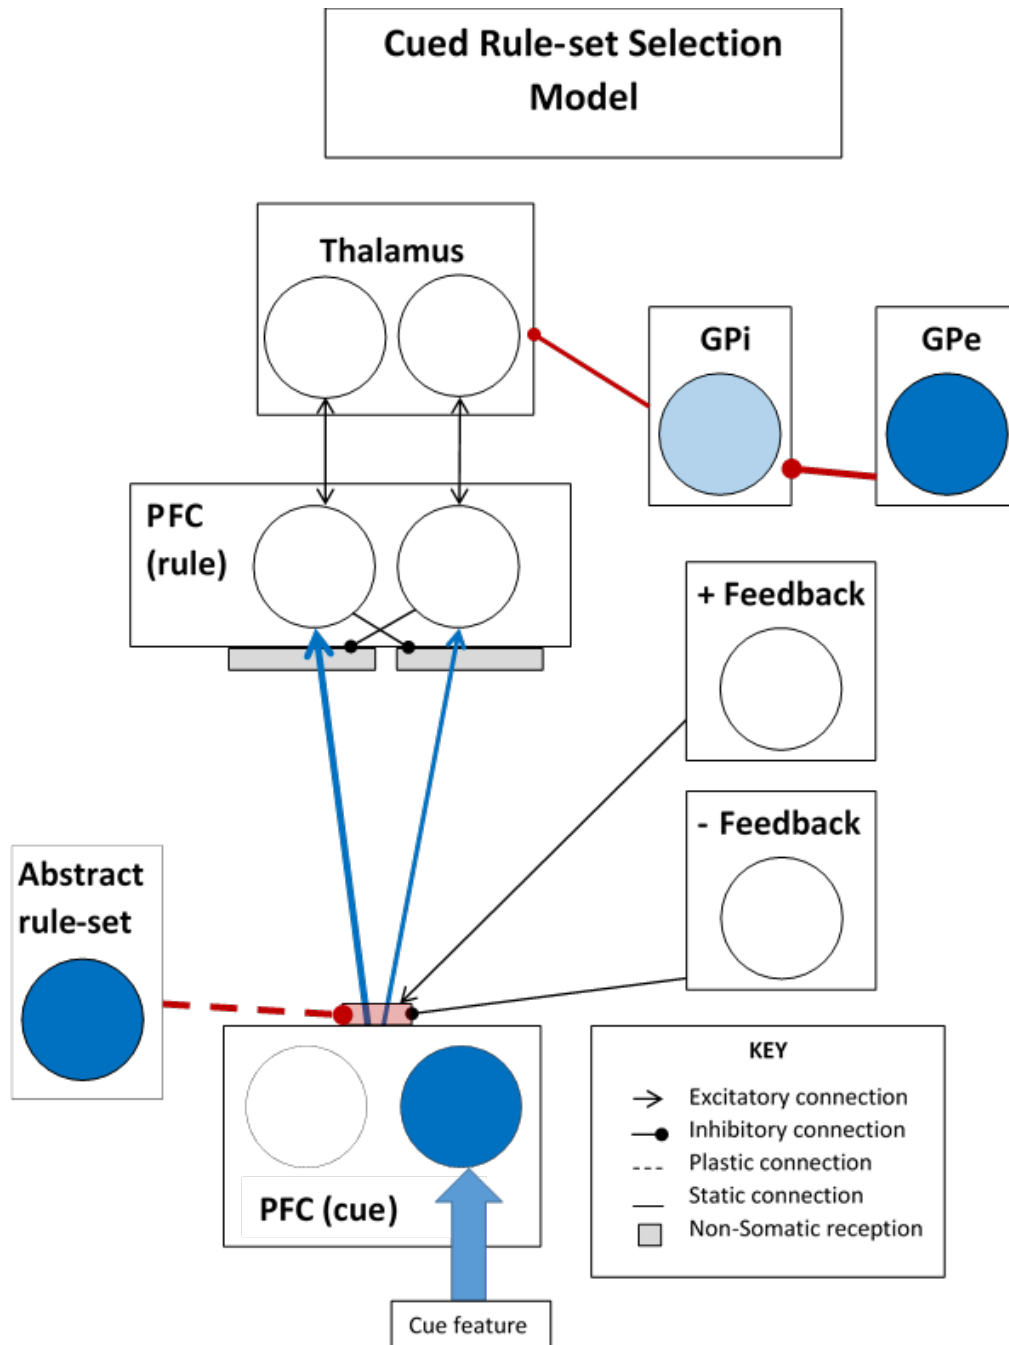 Cued Rule-set Selection
Model
Thalamus
GPi
GPe
PFC
(rule)
+ Feedback
- Feedback
Abstract
rule-set
PFC (cue)
Cue feature
KEY
Excitatory connection
Inhibitory connection
Plastic connection
Static connection
Non-Somatic reception